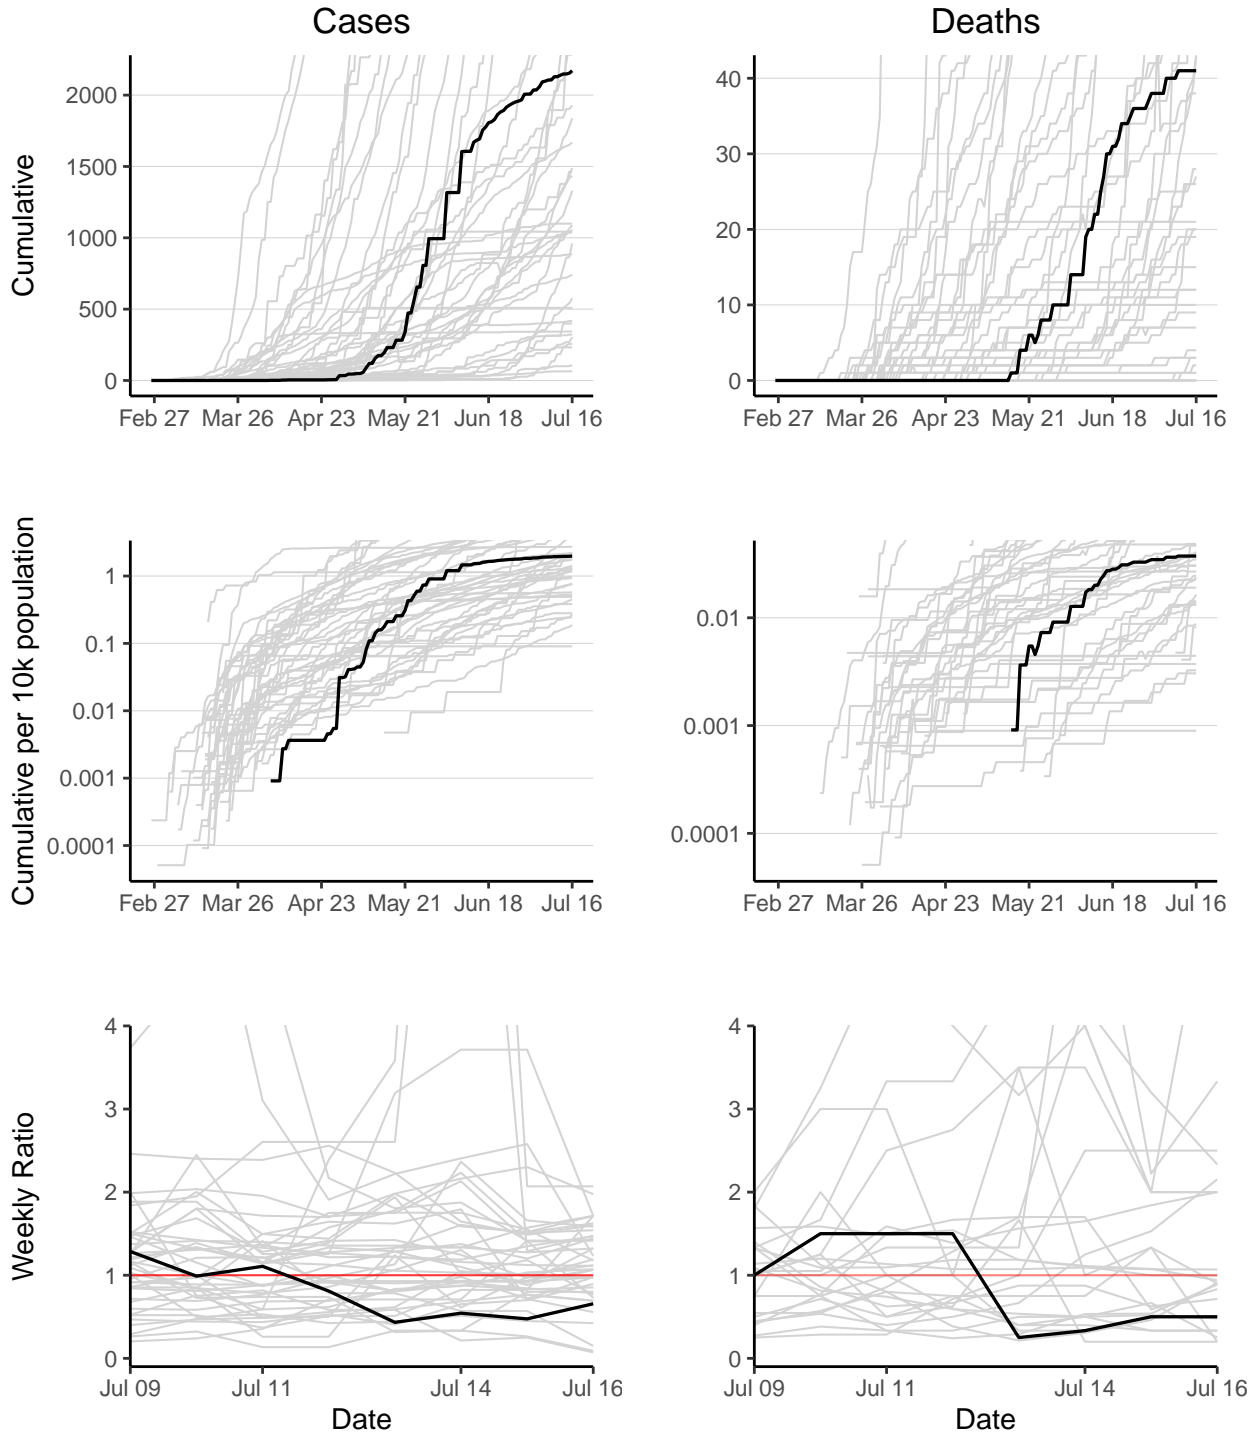 Cases
Deaths
Cumulative
2000
1500
1000
500
0
Feb 27 Mar 26 Apr 23 May 21 Jun 18 Jul 16
40
30
20
10
0
Feb 27 Mar 26 Apr 23 May 21 Jun 18 Jul 16
Cumulative per 10k population
1
0.1
0.01
0.001
0.0001
Feb 27 Mar 26 Apr 23 May 21 Jun 18 Jul 16
0.01
0.001
0.0001
Feb 27 Mar 26 Apr 23 May 21 Jun 18 Jul 16
Weekly Ratio
4
3
2
1
0
Jul 09 Jul 11 Jul 14 Jul 16
Date
4
3
2
1
0
Jul 09 Jul 11 Jul 14 Jul 16
Date